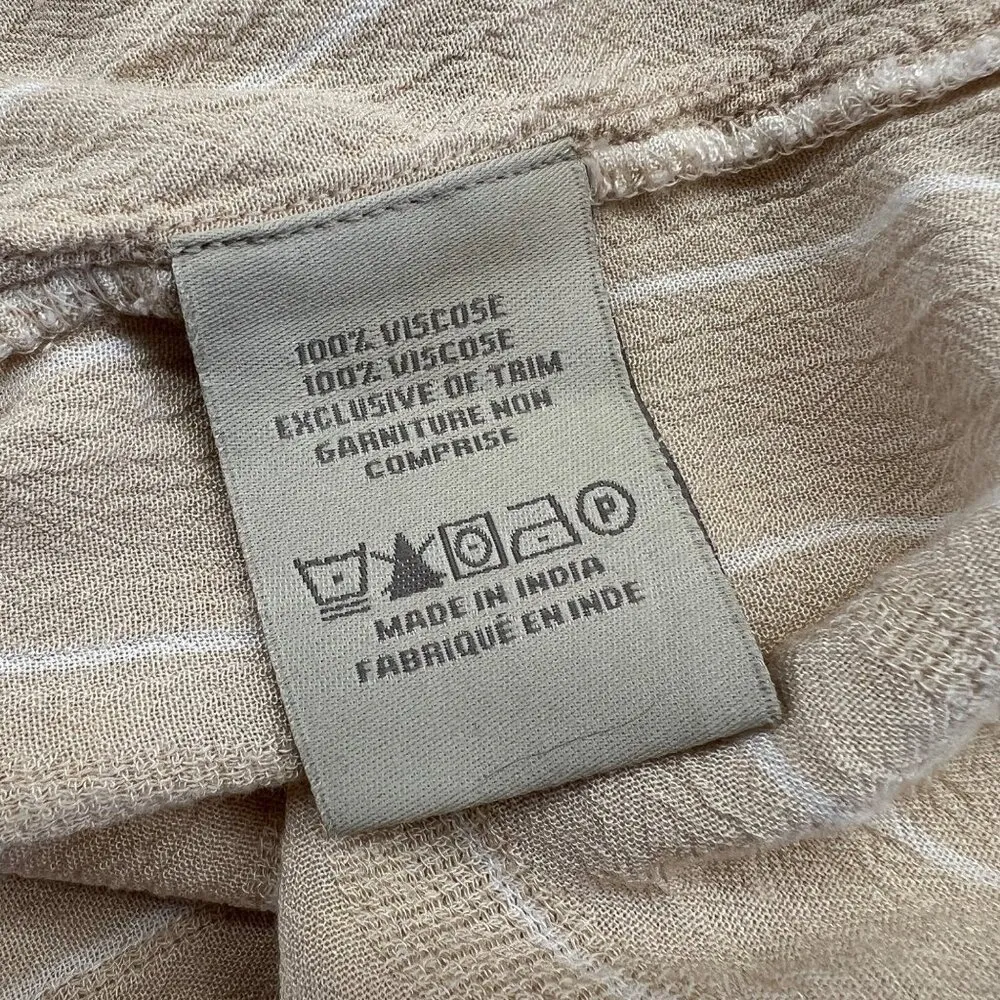 100% VISCOSE
100% VISCOSE
EXCLUSIVE OF TRIM
GARNITURE NON
COMPRISE
P
MADE IN INDIA
FABRIQUÉ EN INDE